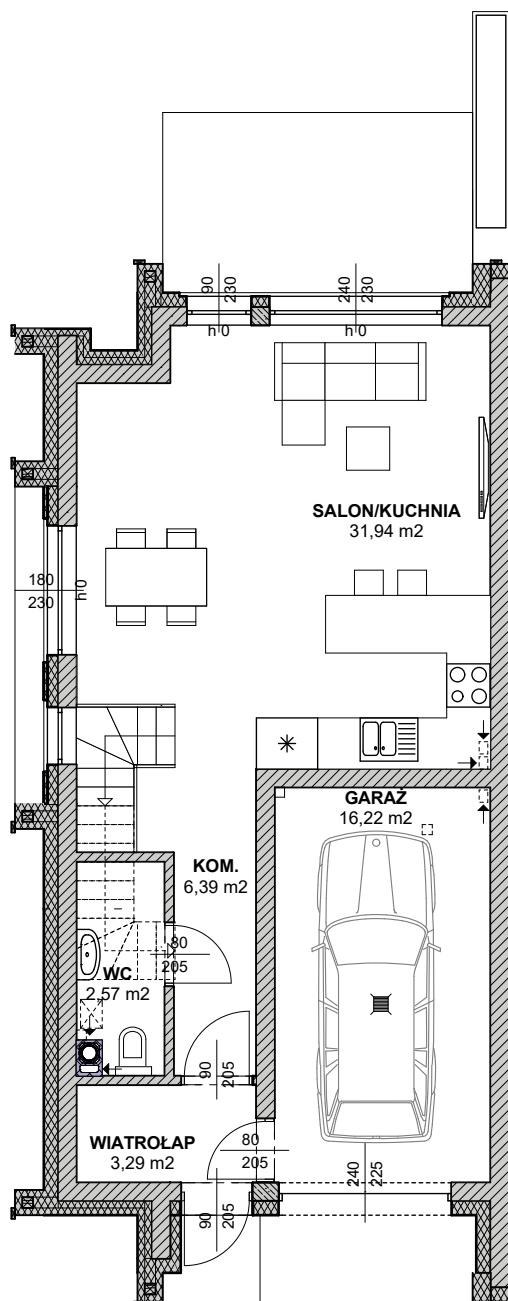 90
230
h 0
240
230
h 0
SALON/KUCHNIA
31,94 m2
180
230
h 0
GARAŻ
16,22 m2
KOM.
6,39 m2
80
205
WC
2,57 m2
90
205
WIATROŁAP
3,29 m2
80
205
240
225
90
205